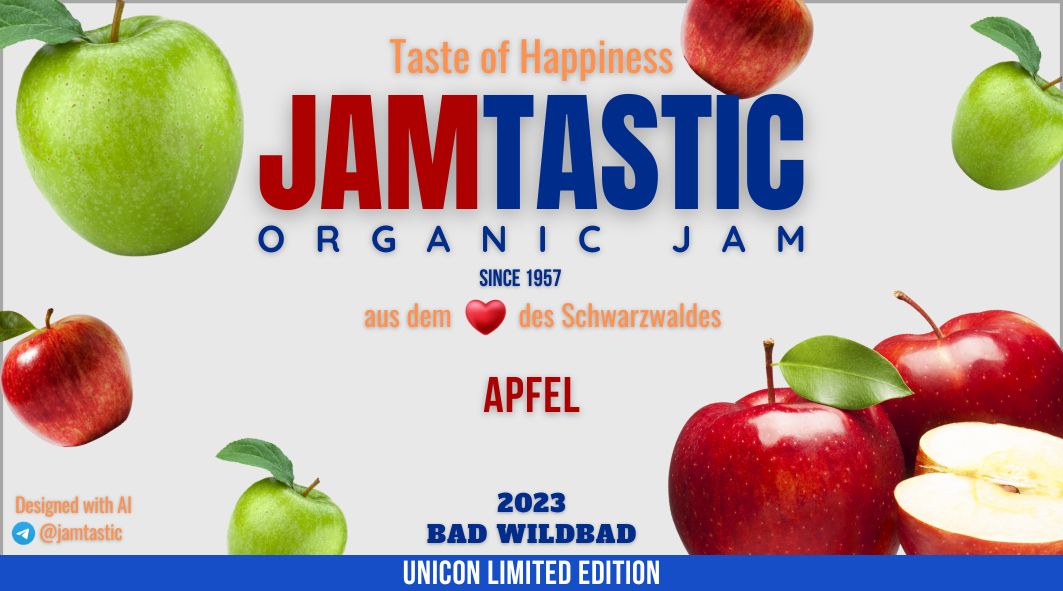 Taste of Happiness
JAMTASTIC
ORGANIC JAM
SINCE 1957
aus dem ❤ des Schwarzwaldes
APFEL
Designed with AI
@jamtastic
2023
BAD WILDBAD
UNICON LIMITED EDITION